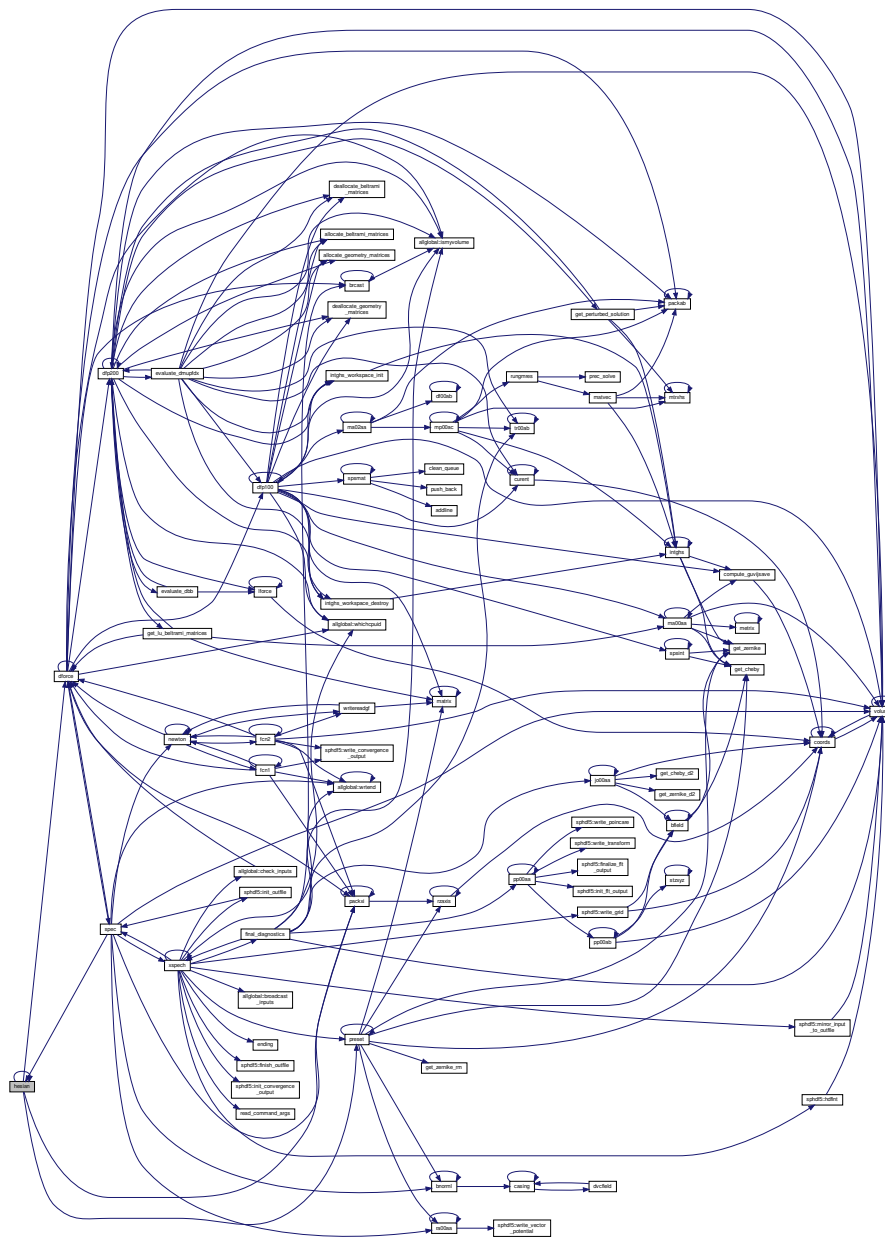 deallocate_beltrami
_matrices
allocate_beltrami_matrices
allglobal::ismyvolume
allocate_geometry_matrices
brcast
deallocate_geometry
_matrices
packab
get_perturbed_solution
dfp200
evaluate_dmupfdx
intghs_workspace_init
rungmres
prec_solve
df00ab
matvec
mtrxhs
ma02aa
mp00ac
tr00ab
clean_queue
spsmat
curent
dfp100
push_back
addline
intghs
compute_guvijsave
evaluate_dbb
lforce
intghs_workspace_destroy
allglobal::whichcpuid
ma00aa
matrix
get_lu_beltrami_matrices
get_zernike
spsint
get_cheby
dforce
matrix
writereadgf
volume
newton
fcn2
coords
sphdf5::write_convergence
_output
fcn1
get_cheby_d2
jo00aa
allglobal::wrtend
get_zernike_d2
sphdf5::write_poincare
bfield
sphdf5::write_transform
allglobal::check_inputs
sphdf5::finalize_flt
_output
pp00aa
stzxyz
sphdf5::init_outfile
sphdf5::init_flt_output
packxi
rzaxis
sphdf5::write_grid
spec
final_diagnostics
pp00ab
xspech
allglobal::broadcast
_inputs
sphdf5::mirror_input
_to_outfile
ending
preset
sphdf5::finish_outfile
get_zernike_rm
hesian
sphdf5::init_convergence
_output
sphdf5::hdfint
read_command_args
bnorml
casing
dvcfield
ra00aa
sphdf5::write_vector
_potential